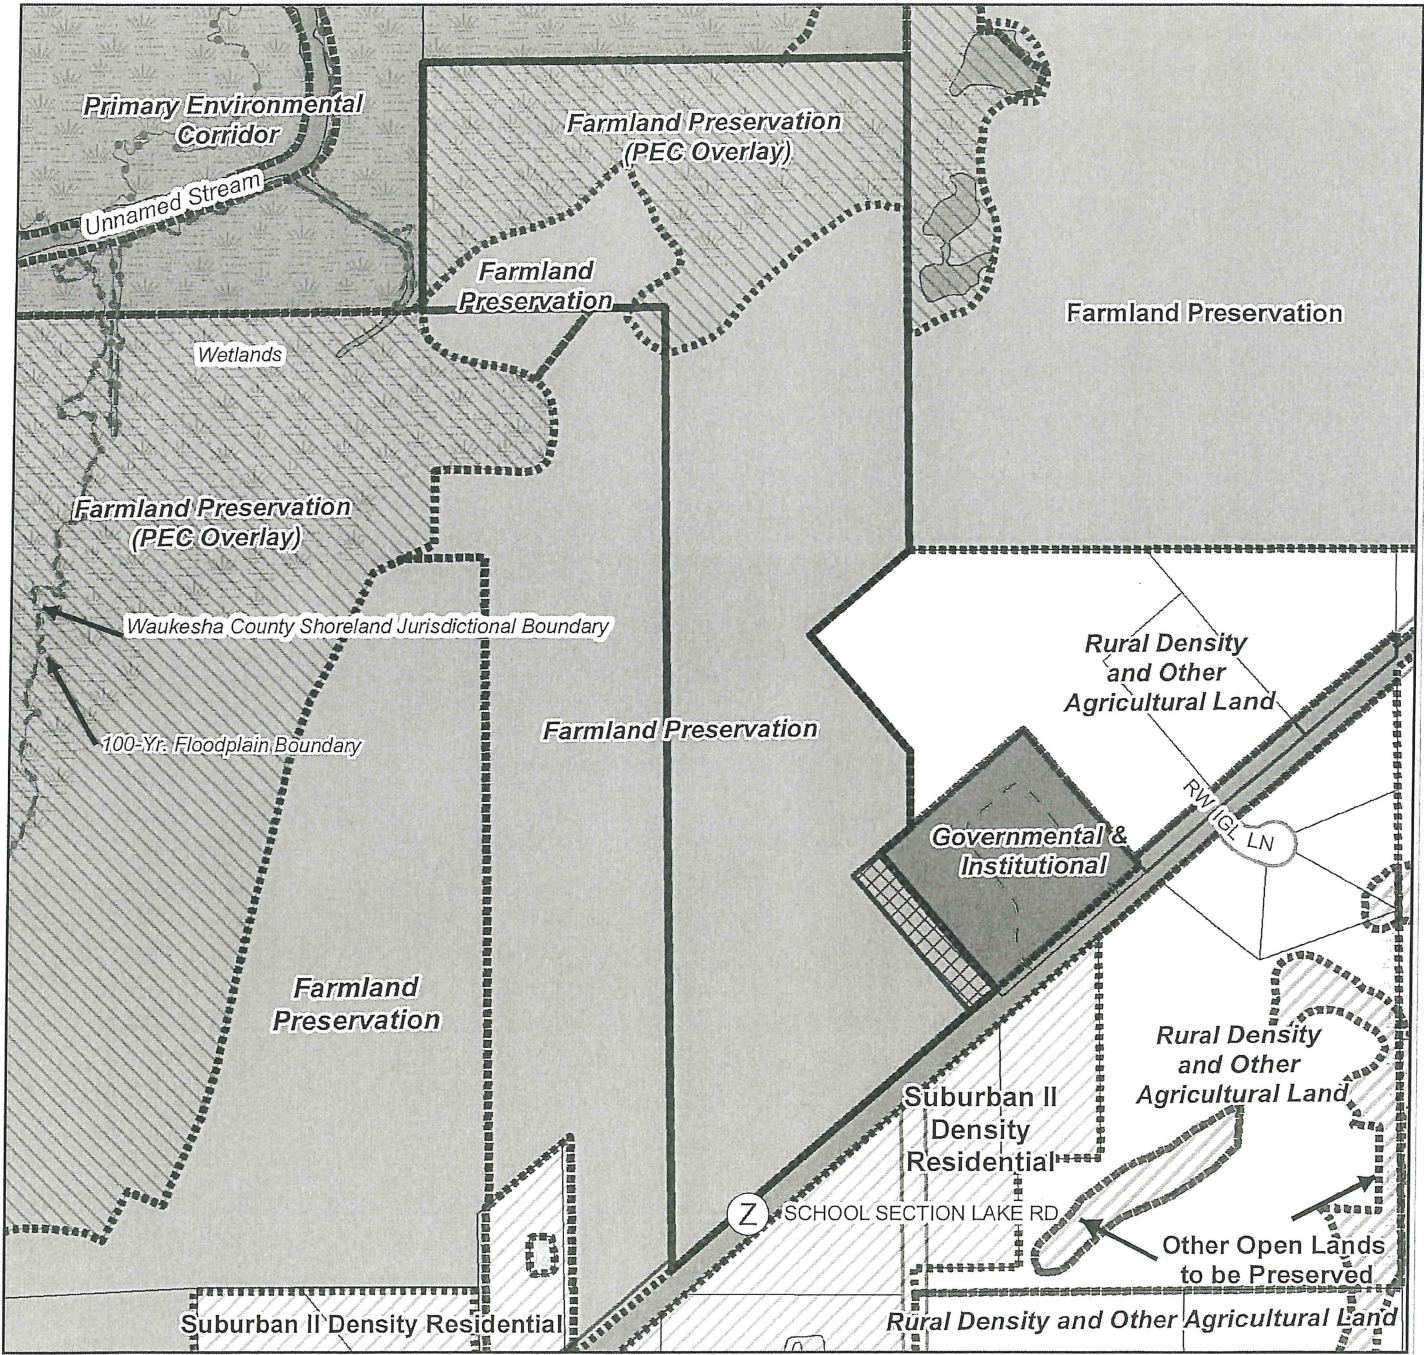 Primary Environmental
Corridor
Unnamed Stream
Farmland Preservation
(PEC Overlay)
Farmland
Preservation
Farmland Preservation
Wetlands
Farmland Preservation
(PEC Overlay)
Waukesha County Shoreland Jurisdictional Boundary
100-Yr. Floodplain Boundary
Rural Density
and Other
Agricultural Land
Farmland Preservation
RW IGL LN
Governmental &
Institutional
Farmland
Preservation
Rural Density
and Other
Agricultural Land
Suburban II
Density
Residential
Z SCHOOL SECTION LAKE RD
Other Open Lands
to be Preserved
Suburban II Density Residential
Rural Density and Other Agricultural Land